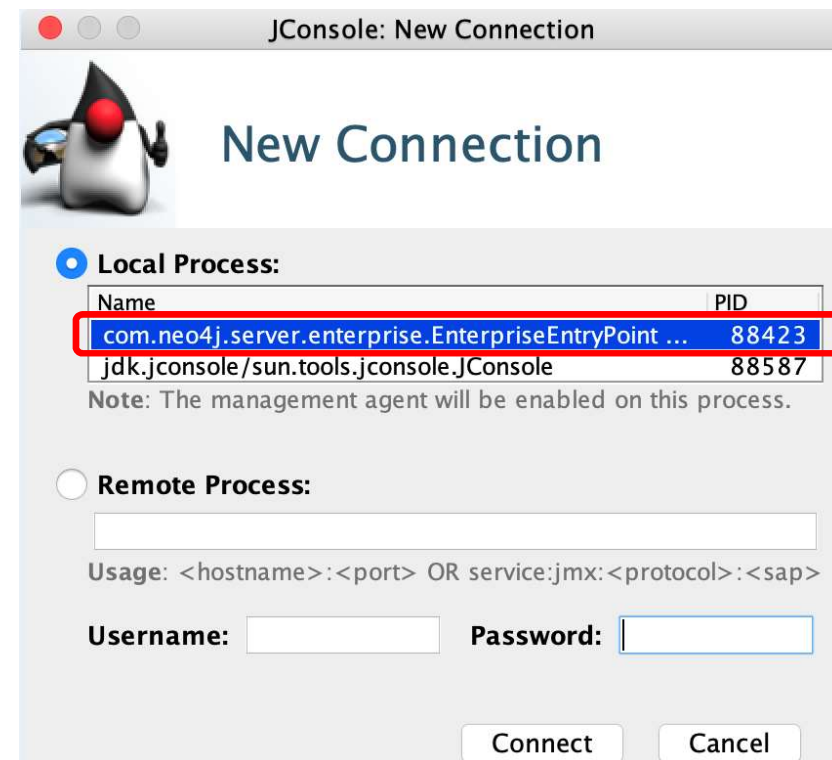 JConsole: New Connection
New Connection
Local Process:
Name PID
com.neo4j.server.enterprise.EnterpriseEntryPoint ... 88423
jdk.jconsole/sun.tools.jconsole.JConsole 88587
Note: The management agent will be enabled on this process.
Remote Process:
Usage: <hostname>:<port> OR service:jmx:<protocol>:<sap>
Username: Password:
Connect Cancel